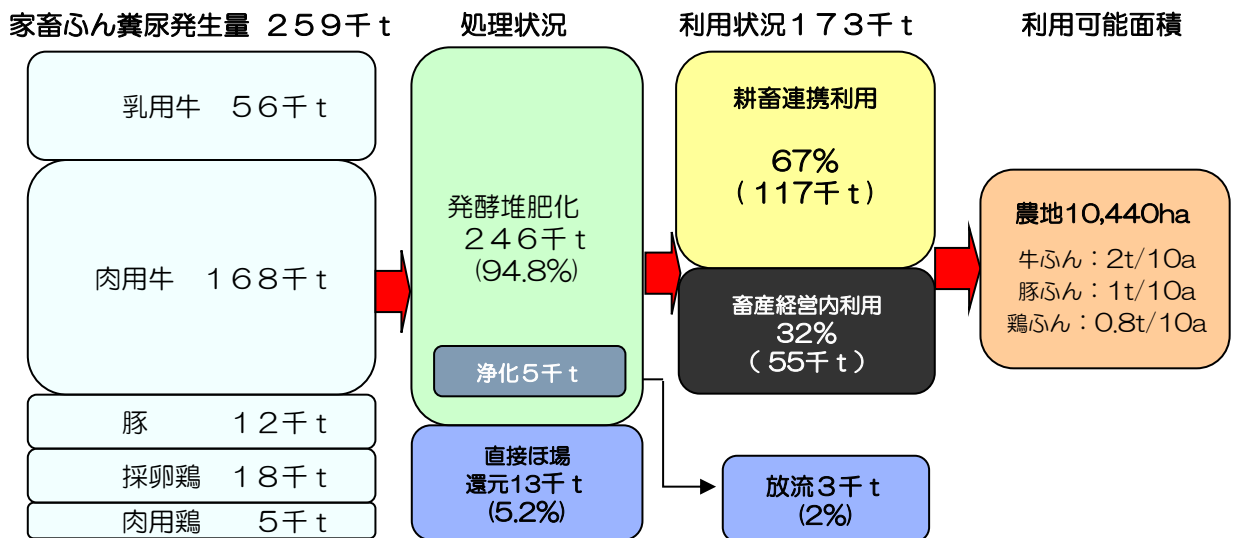 家畜ふん糞尿発生量 259千t
乳用牛 56千t
肉用牛 168千t
豚 12千t
採卵鶏 18千t
肉用鶏 5千t
処理状況
発酵堆肥化
246千t
(94.8%)
浄化5千t
直接ほ場
還元13千t
(5.2%)
利用状況173千t
耕畜連携利用
67%
(117千t)
畜産経営内利用
32%
(55千t)
放流3千t
(2%)
利用可能面積
農地10,440ha
牛ふん:2t/10a
豚ふん:1t/10a
鶏ふん:0.8t/10a